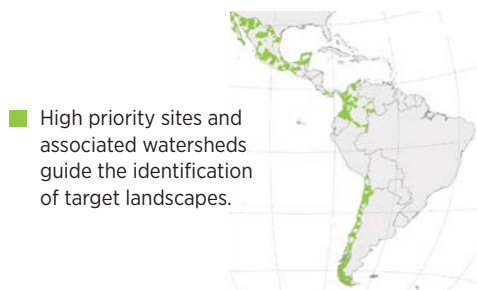 High priority sites and
associated watersheds
guide the identification
of target landscapes.